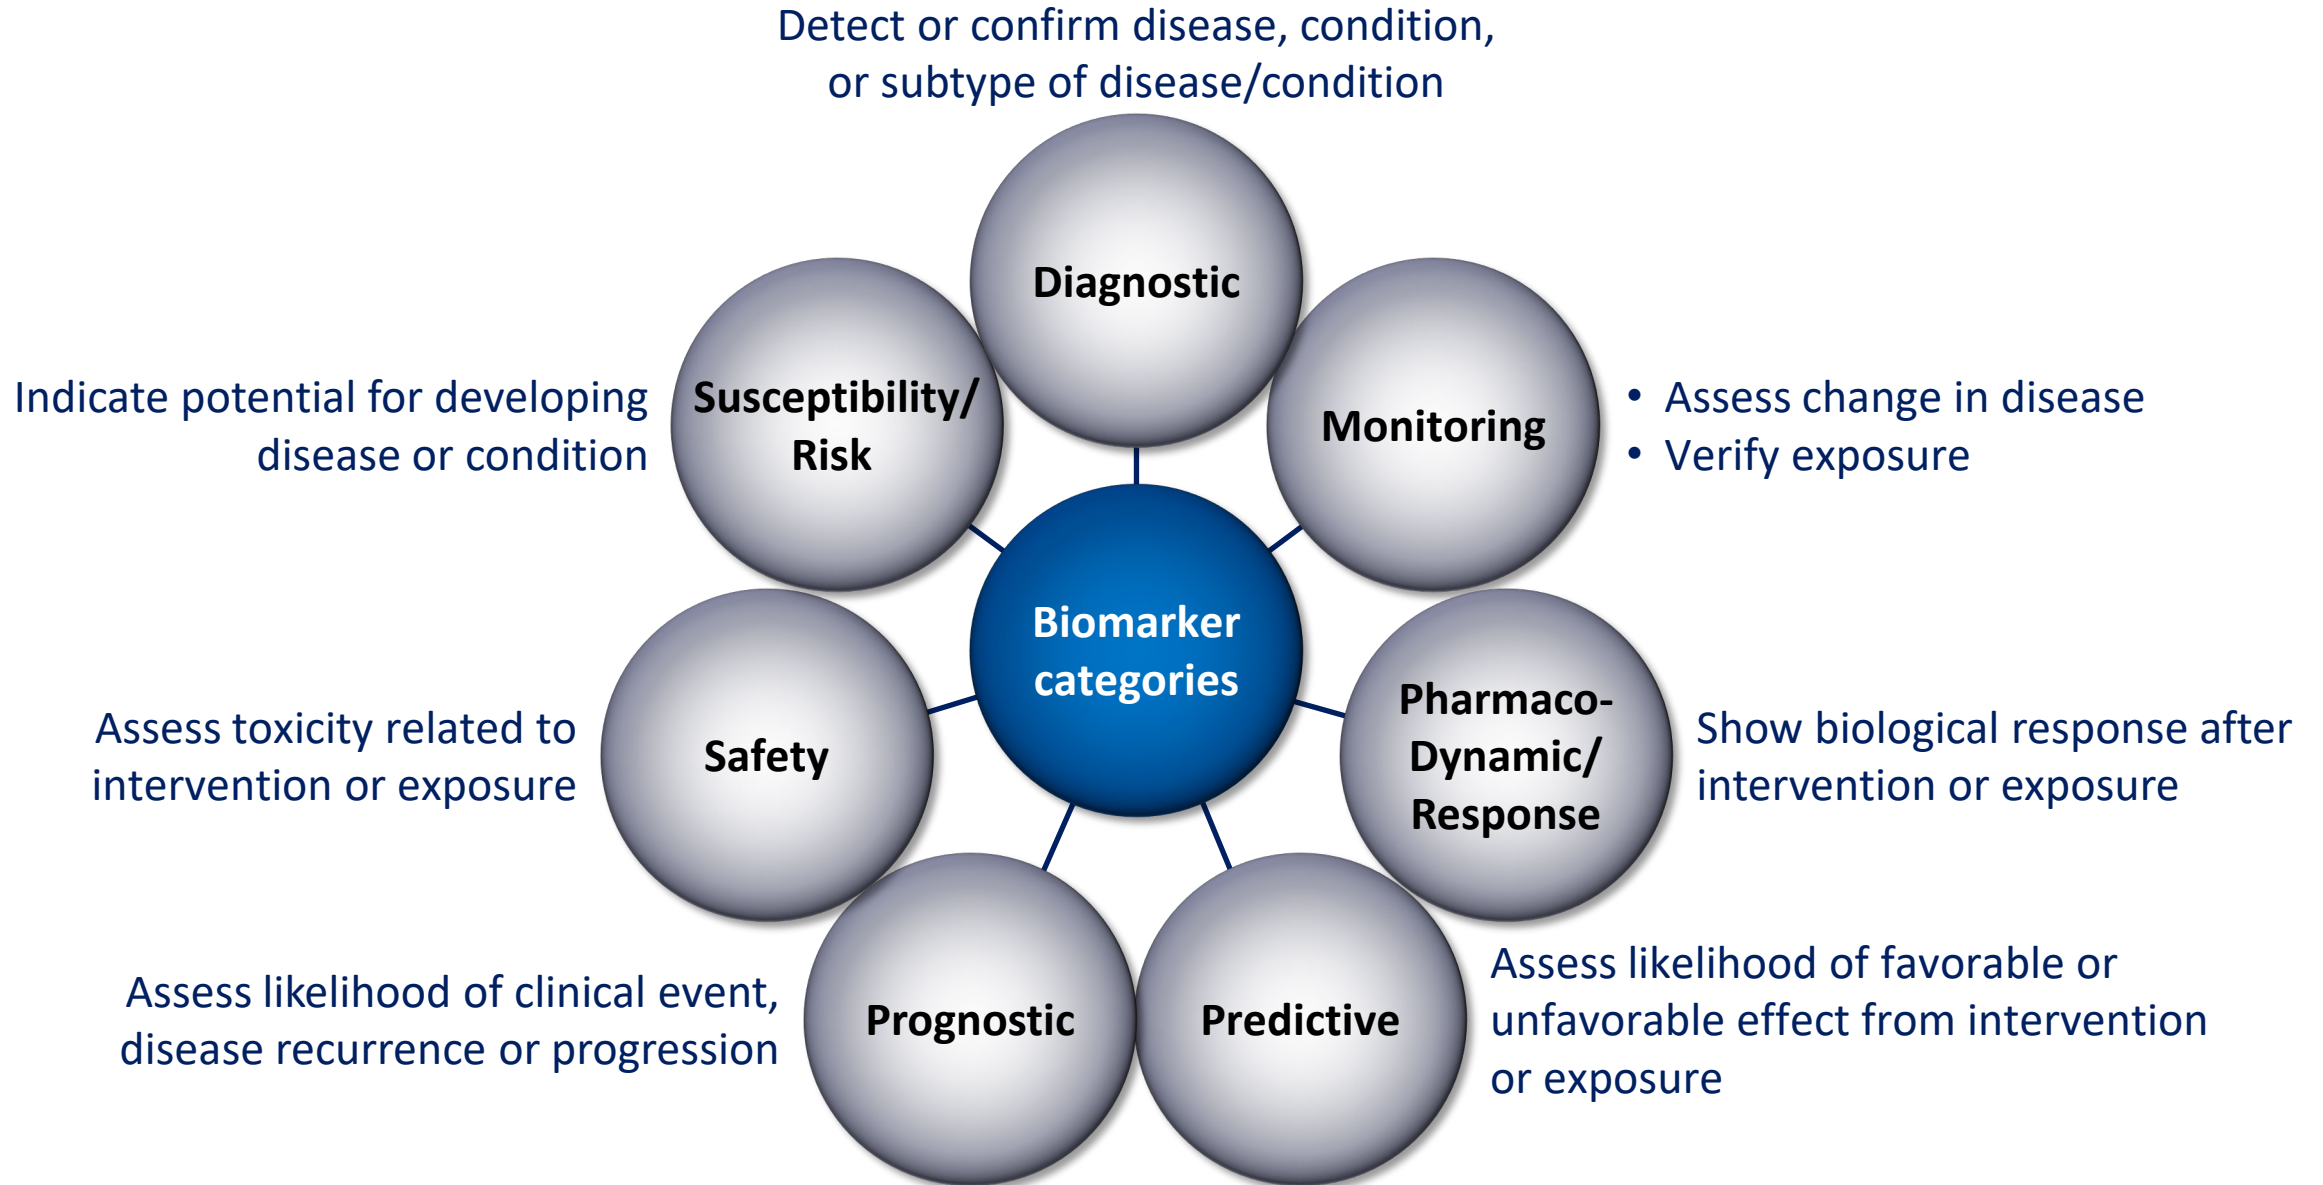 Detect or confirm disease, condition,
or subtype of disease/condition
Diagnostic
Indicate potential for developing
disease or condition
Susceptibility/
Risk
Monitoring
• Assess change in disease
• Verify exposure
Biomarker
categories
Assess toxicity related to
intervention or exposure
Safety
Pharmaco-
Dynamic/
Response
Show biological response after
intervention or exposure
Assess likelihood of clinical event,
disease recurrence or progression
Prognostic
Predictive
Assess likelihood of favorable or
unfavorable effect from intervention
or exposure